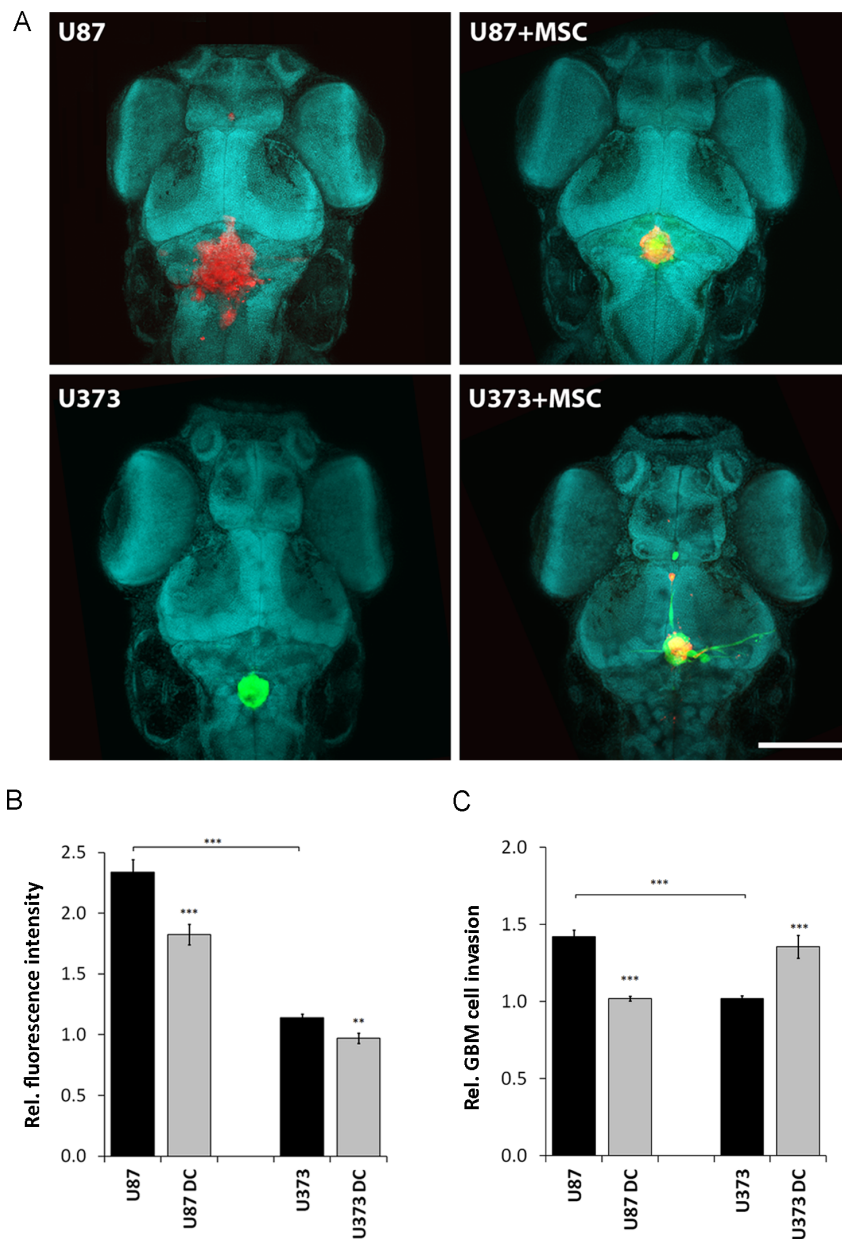 A
U87
U87+MSC
U373
U373+MSC
B
C
Rel. fluorescence intensity
2.5
2.0
1.5
1.0
0.5
0.0
***
***
**
U87
U87 DC
U373
U373 DC
Rel. GBM cell invasion
2.0
1.5
1.0
0.5
0.0
***
***
***
U87
U87 DC
U373
U373 DC